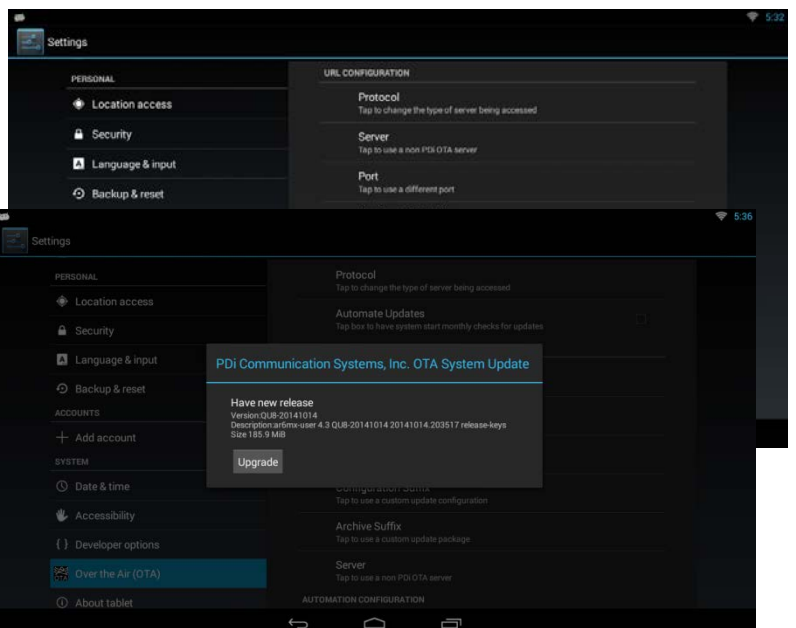 5:32
Settings
PERSONAL
Location access
Security
Language & input
Backup & reset
URL CONFIGURATION
Protocol
Tap to change the type of server being accessed
Server
Tap to use a non PDi OTA server
Port
Tap to use a different port
5:36
Settings
PERSONAL
Location access
Security
Language & input
Backup & reset
ACCOUNTS
Add account
SYSTEM
Date & time
Accessibility
Developer options
Over the Air (OTA)
About tablet
Protocol
Tap to change the type of server being accessed
Automate Updates
Tap box to have system start monthly checks for updates
PDi Communication Systems, Inc. OTA System Update
Have new release
Version:QU8-20141014
Description:ar6mx-user 4.3 QU8-20141014 20141014.203517 release-keys
Size 185.9 MiB
Upgrade
Configuration Suffix
Tap to use a custom update configuration
Archive Suffix
Tap to use a custom update package
Server
Tap to use a non PDi OTA server
AUTOMATION CONFIGURATION